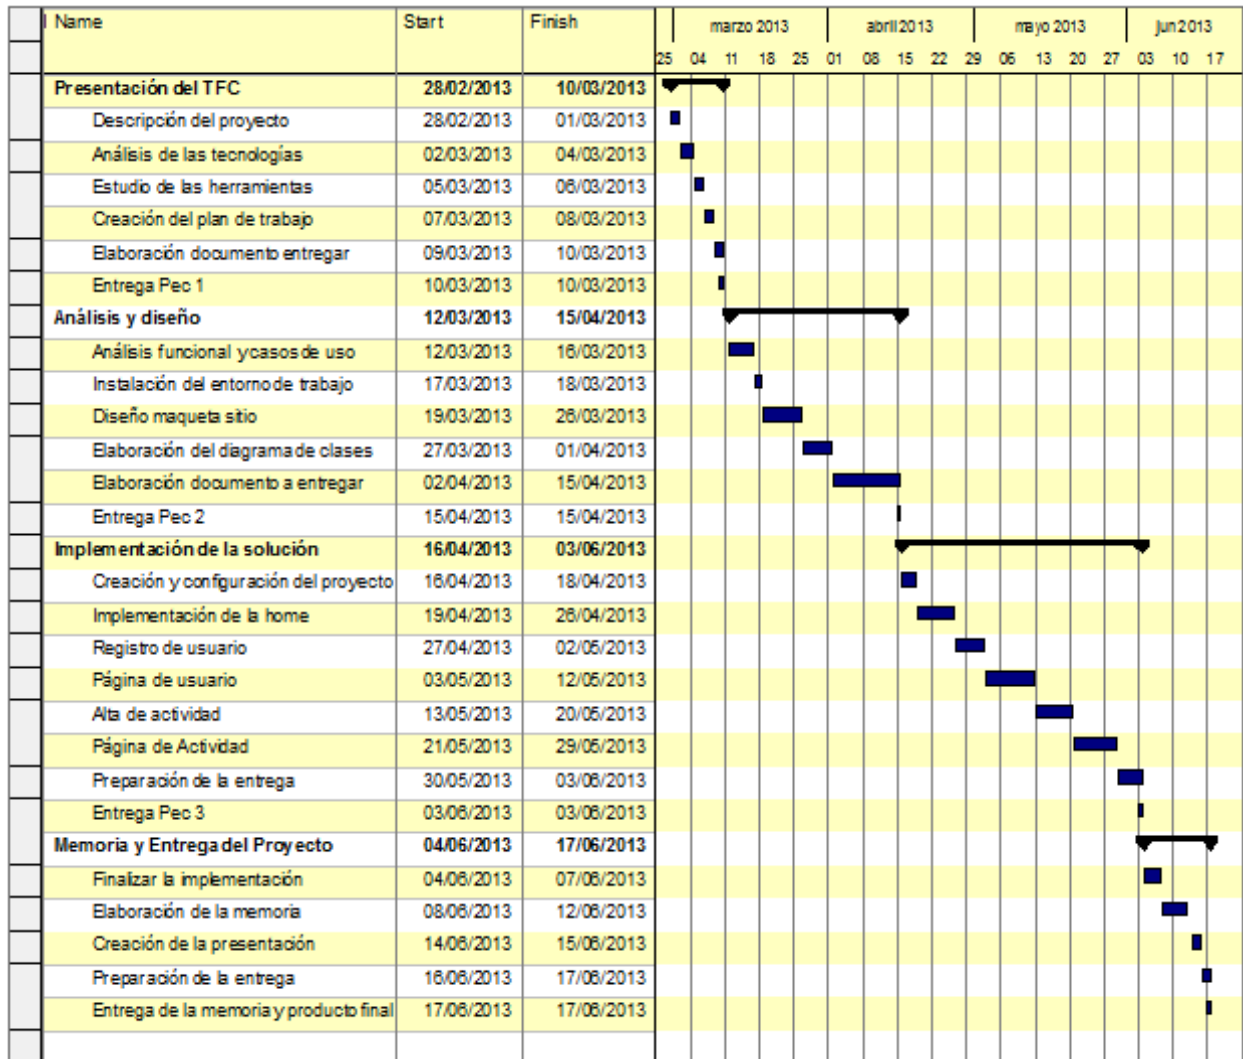 Name Start Finish marzo 2013 abril 2013 mayo 2013 jun 2013
25 04 11 18 25 01 08 15 22 29 06 13 20 27 03 10 17
Presentación del TFC 28/02/2013 10/03/2013
Descripción del proyecto 28/02/2013 01/03/2013
Análisis de las tecnologías 02/03/2013 04/03/2013
Estudio de las herramientas 05/03/2013 06/03/2013
Creación del plan de trabajo 07/03/2013 08/03/2013
Elaboración documento entregar 09/03/2013 10/03/2013
Entrega Pec 1 10/03/2013 10/03/2013
Análisis y diseño 12/03/2013 15/04/2013
Análisis funcional y casos de uso 12/03/2013 16/03/2013
Instalación del entorno de trabajo 17/03/2013 18/03/2013
Diseño maqueta sitio 19/03/2013 26/03/2013
Elaboración del diagrama de clases 27/03/2013 01/04/2013
Elaboración documento a entregar 02/04/2013 15/04/2013
Entrega Pec 2 15/04/2013 15/04/2013
Implementación de la solución 16/04/2013 03/06/2013
Creación y configuración del proyecto 16/04/2013 18/04/2013
Implementación de la home 19/04/2013 26/04/2013
Registro de usuario 27/04/2013 02/05/2013
Página de usuario 03/05/2013 12/05/2013
Alta de actividad 13/05/2013 20/05/2013
Página de Actividad 21/05/2013 29/05/2013
Preparación de la entrega 30/05/2013 03/06/2013
Entrega Pec 3 03/06/2013 03/06/2013
Memoria y Entrega del Proyecto 04/06/2013 17/06/2013
Finalizar la implementación 04/06/2013 07/06/2013
Elaboración de la memoria 08/06/2013 12/06/2013
Creación de la presentación 14/06/2013 15/06/2013
Preparación de la entrega 16/06/2013 17/06/2013
Entrega de la memoria y producto final 17/06/2013 17/06/2013